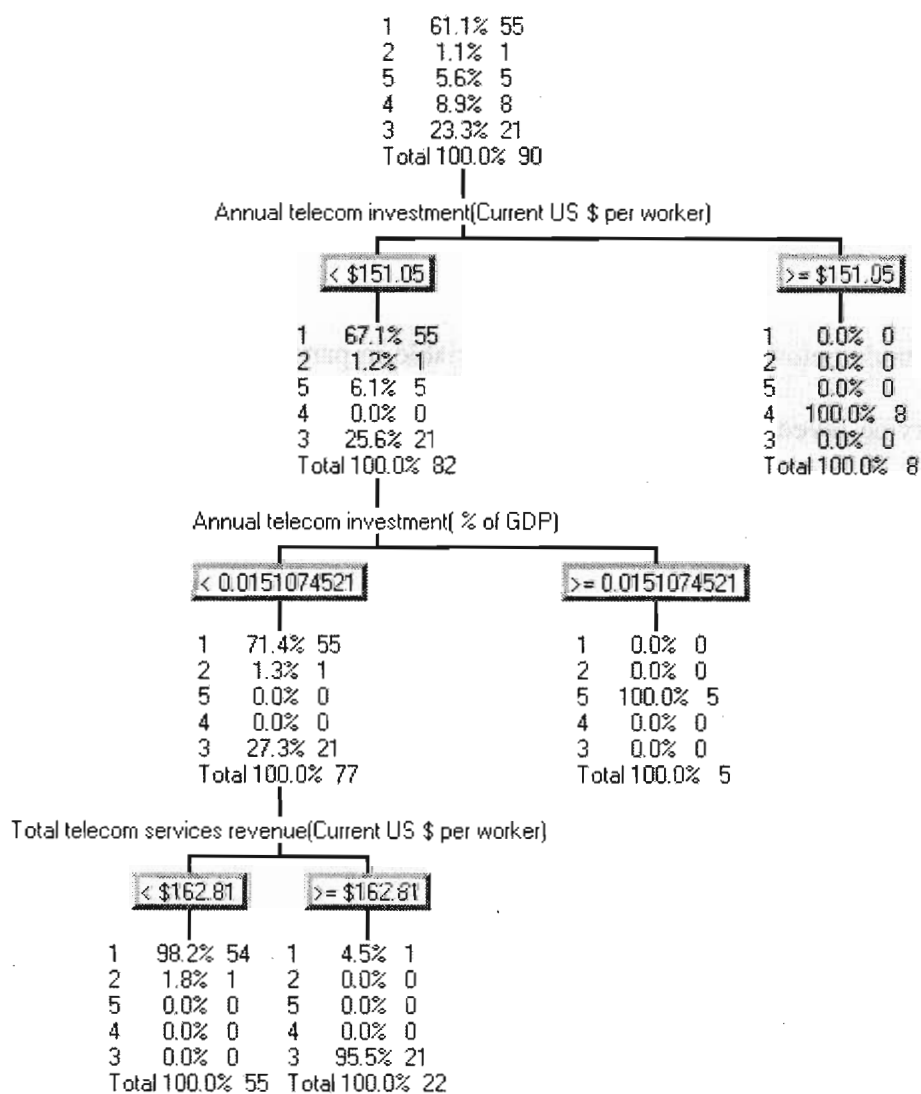 1 61.1% 55
2 1.1% 1
5 5.6% 5
4 8.9% 8
3 23.3% 21
Total 100.0% 90
Annual telecom investment(Current US $ per worker)
< $151.05
>= $151.05
1 67.1% 55
2 1.2% 1
5 6.1% 5
4 0.0% 0
3 25.6% 21
Total 100.0% 82
1 0.0% 0
2 0.0% 0
5 0.0% 0
4 100.0% 8
3 0.0% 0
Total 100.0% 8
Annual telecom investment( % of GDP)
< 0.0151074521
>= 0.0151074521
1 71.4% 55
2 1.3% 1
5 0.0% 0
4 0.0% 0
3 27.3% 21
Total 100.0% 77
1 0.0% 0
2 0.0% 0
5 100.0% 5
4 0.0% 0
3 0.0% 0
Total 100.0% 5
Total telecom services revenue(Current US $ per worker)
< $162.81
>= $162.81
1 98.2% 54
2 1.8% 1
5 0.0% 0
4 0.0% 0
3 0.0% 0
Total 100.0% 55
1 4.5% 1
2 0.0% 0
5 0.0% 0
4 0.0% 0
3 95.5% 21
Total 100.0% 22